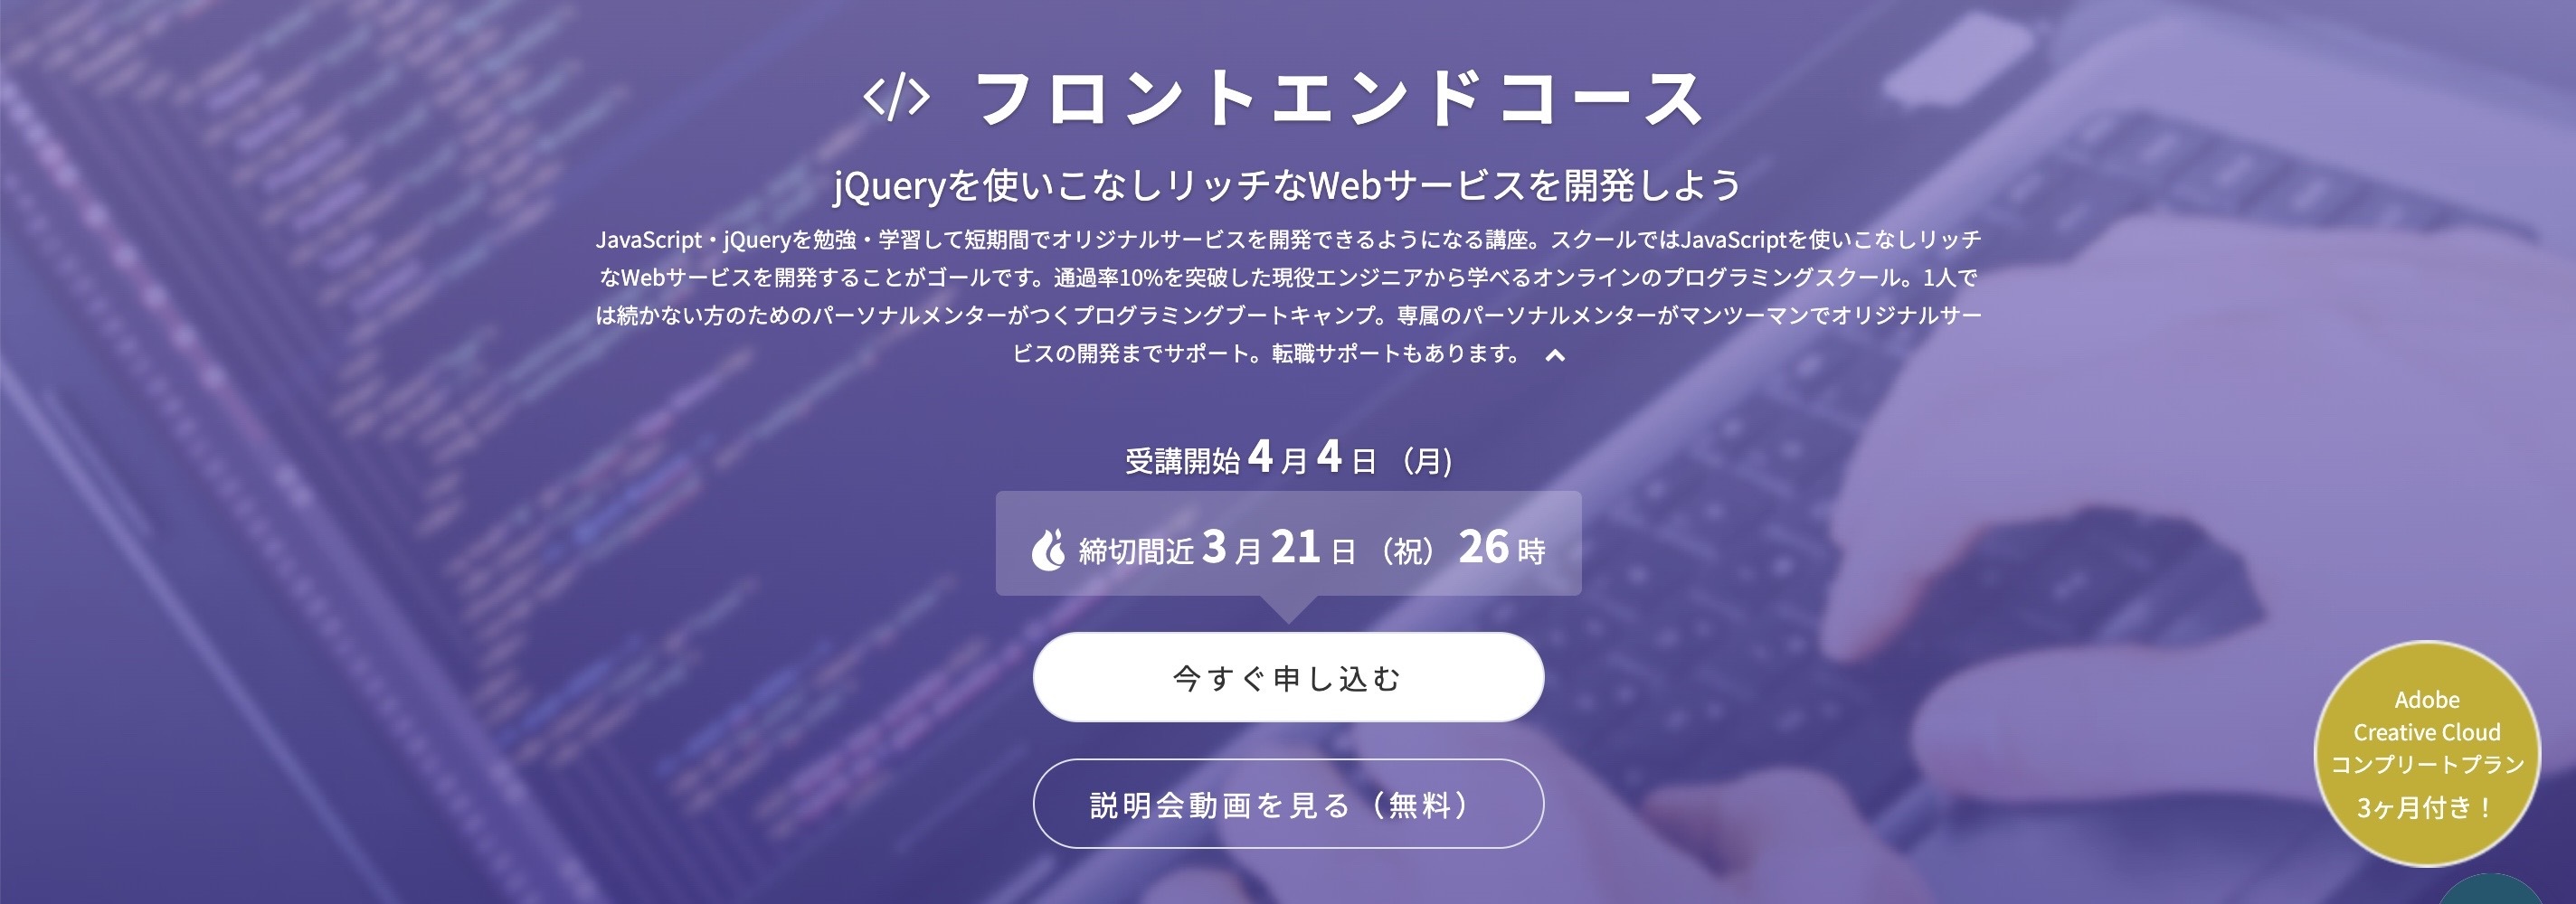 </> フロントエンドコース
jQueryを使いこなしリッチなWebサービスを開発しよう
JavaScript・jQueryを勉強・学習して短期間でオリジナルサービスを開発できるようになる講座。スクールではJavaScriptを使いこなしリッチ
なWebサービスを開発することがゴールです。通過率10%を突破した現役エンジニアから学べるオンラインのプログラミングスクール。1人で
は続かない方のためのパーソナルメンターがつくプログラミングブートキャンプ。専属のパーソナルメンターがマンツーマンでオリジナルサー
ビスの開発までサポート。転職サポートもあります。
受講開始 4 月 4 日 （月）
締切間近 3 月 21 日 （祝） 26 時
今すぐ申し込む
説明会動画を見る（無料）
Adobe
Creative Cloud
コンプリートプラン
3ヶ月付き！